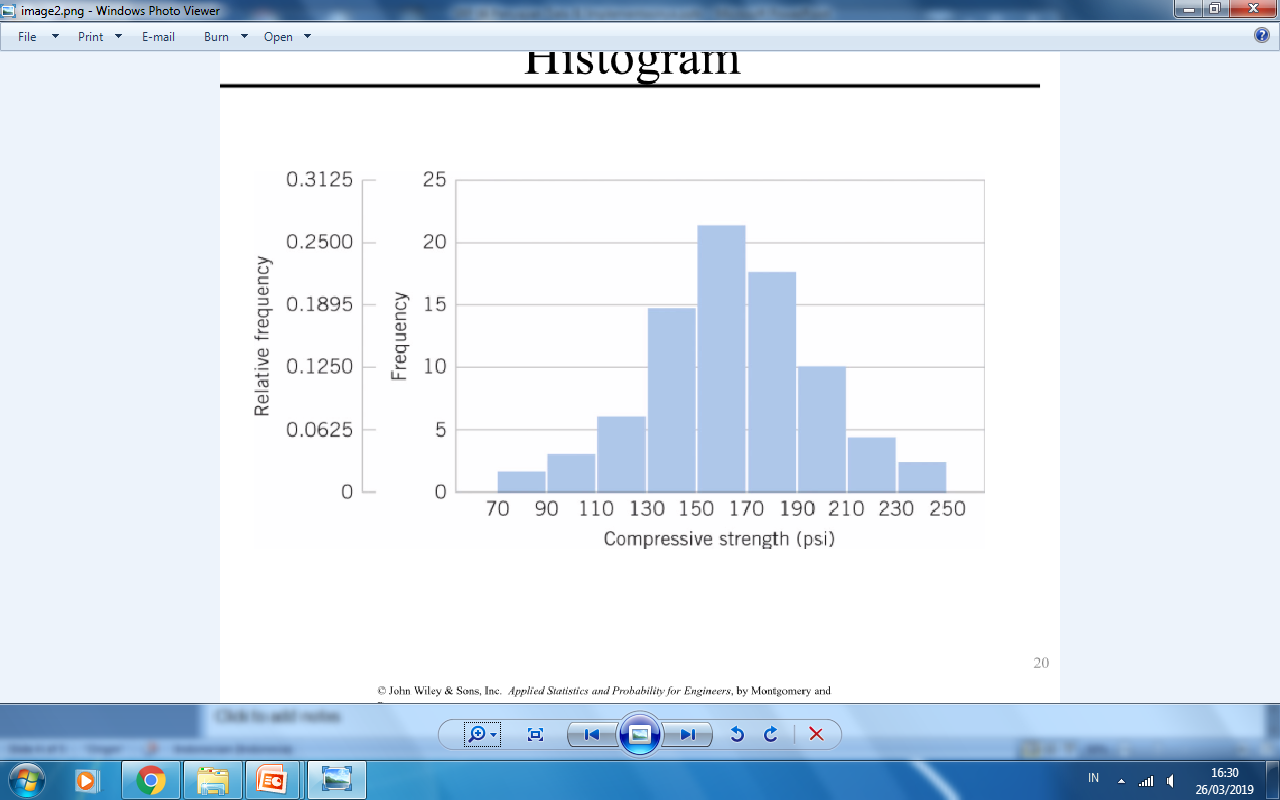 image2.png - Windows Photo Viewer
File Print E-mail Burn Open
Histogram
0.3125 25
0.2500 20
0.1895 15
0.1250 10
0.0625 5
0 0
Relative frequency
Frequency
70 90 110 130 150 170 190 210 230 250
Compressive strength (psi)
20
© John Wiley & Sons, Inc. Applied Statistics and Probability for Engineers, by Montgomery and
Click to add notes
IN
16:30
26/03/2019